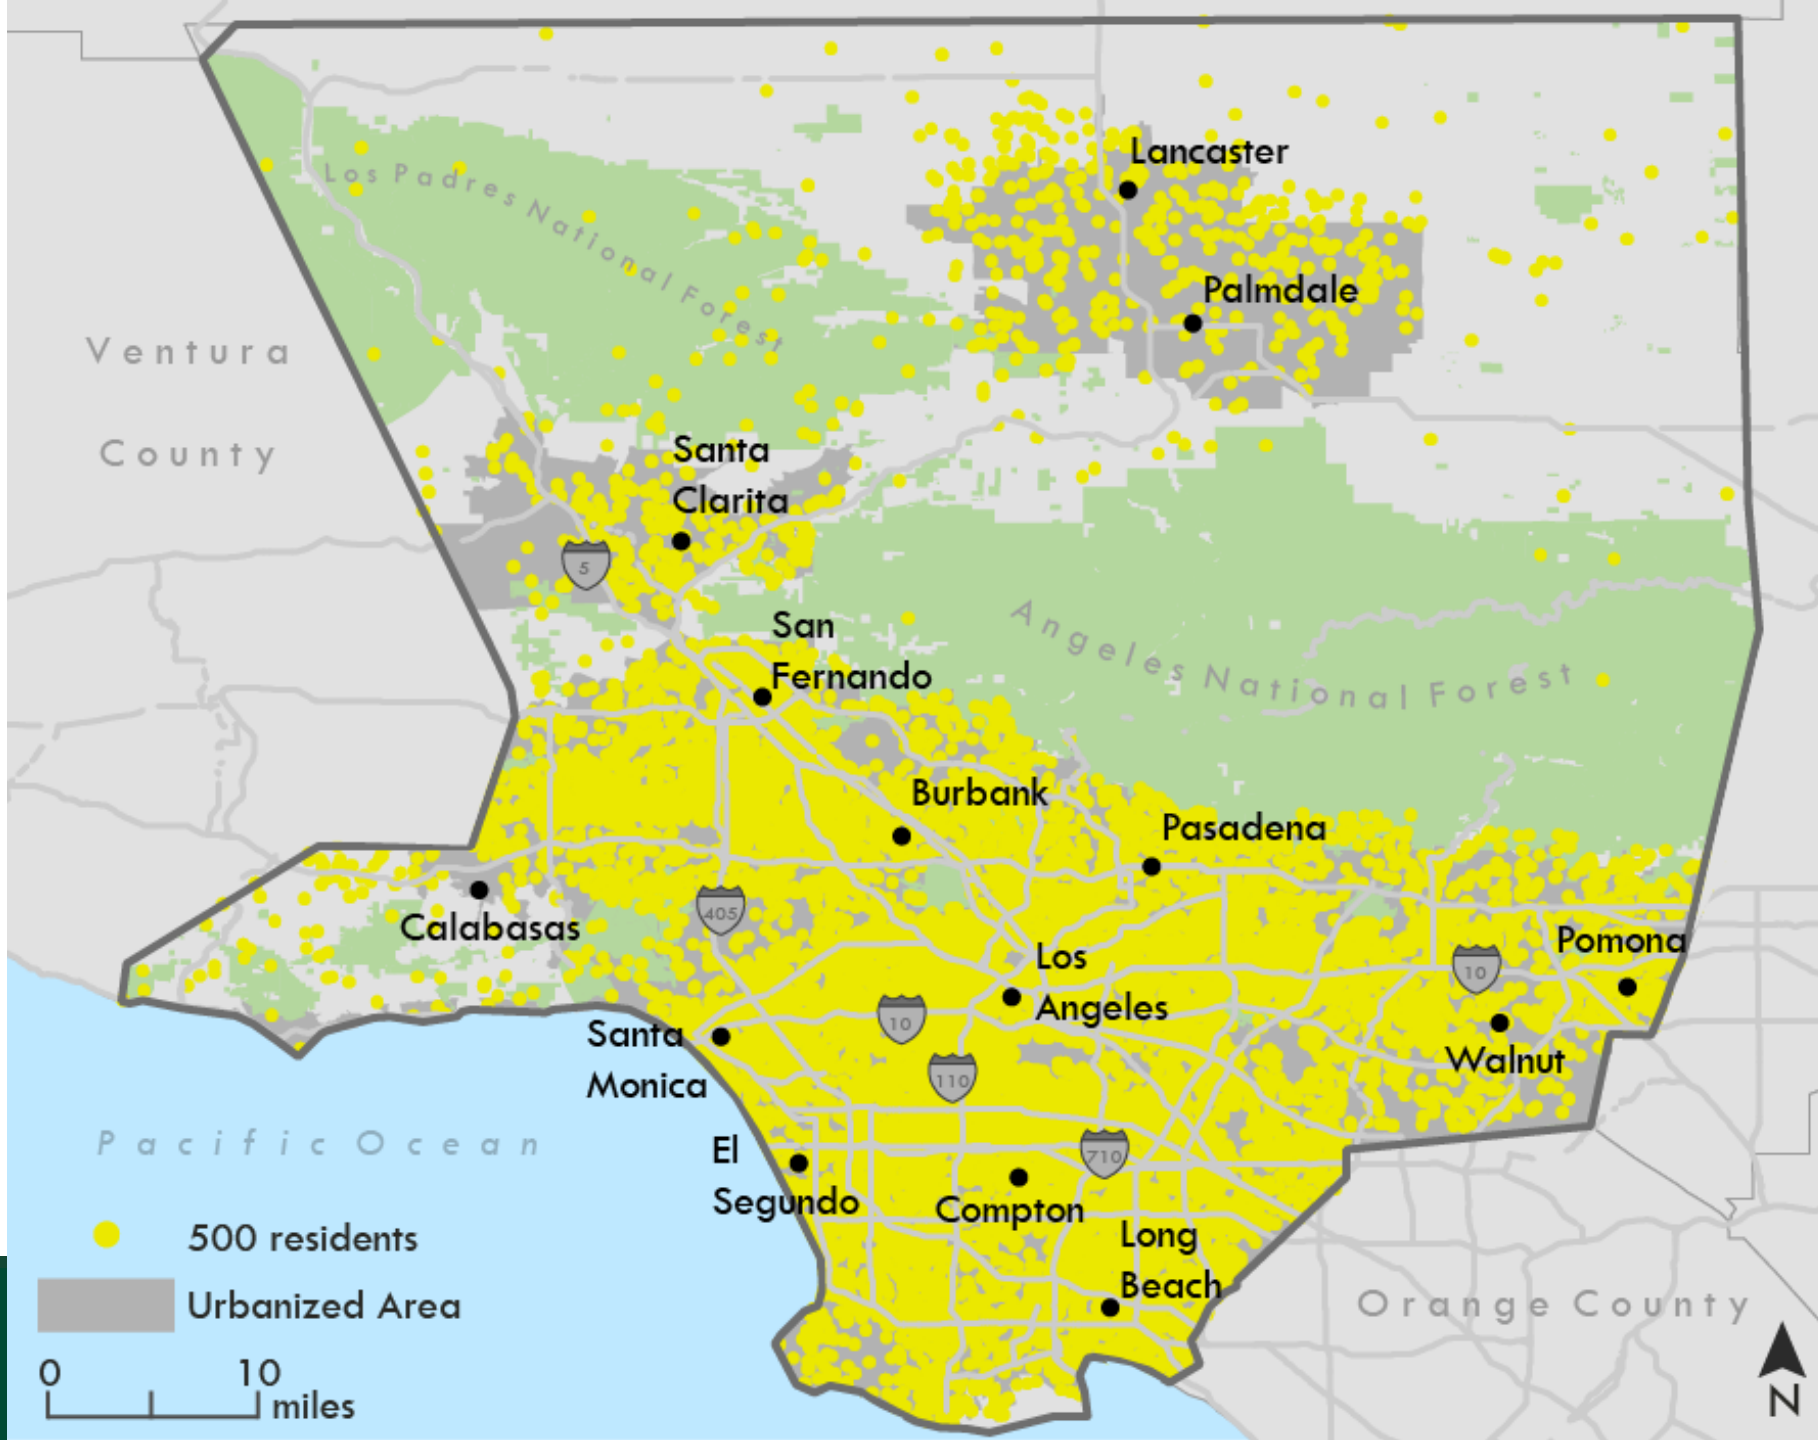 Lancaster
Los Padres National Forest
Palmdale
Ventura
County
Santa
Clarita
5
Angeles National Forest
San
Fernando
Burbank
Pasadena
405
Calabasas
Pomona
10
Los
Angeles
10
Santa
Monica
Walnut
110
Pacific Ocean
El
Segundo
710
Compton
Long
Beach
500 residents
Urbanized Area
Orange County
0 10
miles
N